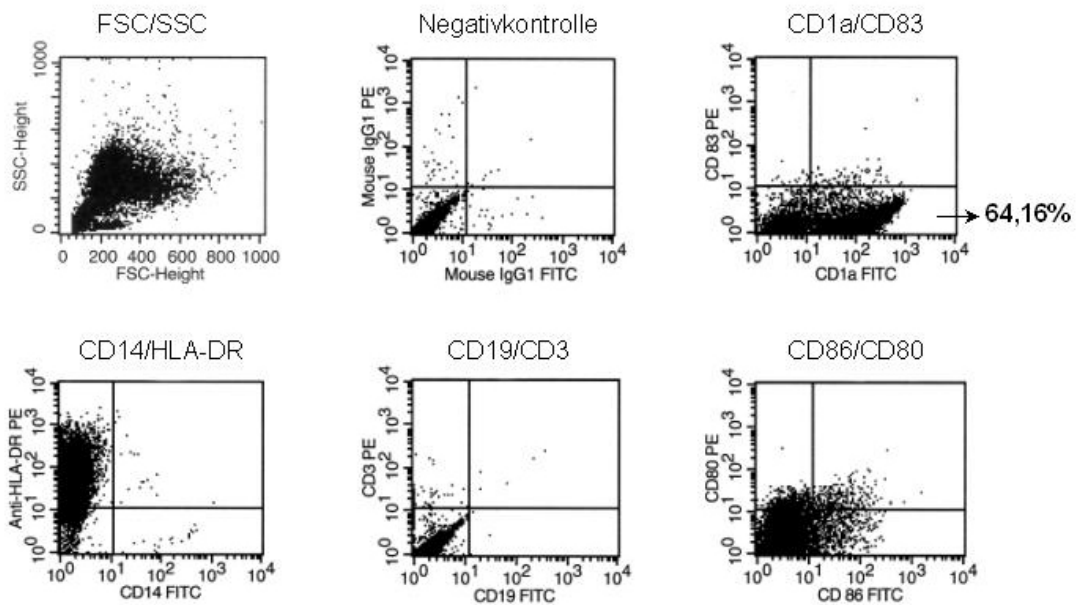 FSC/SSC
1000
SSC-Height
0
0 200 400 600 800 1000
FSC-Height
Negativkontrolle
Mouse IgG1 PE
10⁴
10³
10²
10¹
10⁰
10⁰ 10¹ 10² 10³ 10⁴
Mouse IgG1 FITC
CD1a/CD83
CD 83 PE
10⁴
10³
10²
10¹
10⁰
10⁰ 10¹ 10² 10³ 10⁴
CD1a FITC
64,16%
CD14/HLA-DR
Anti-HLA-DR PE
10⁴
10³
10²
10¹
10⁰
10⁰ 10¹ 10² 10³ 10⁴
CD14 FITC
CD19/CD3
CD3 PE
10⁴
10³
10²
10¹
10⁰
10⁰ 10¹ 10² 10³ 10⁴
CD19 FITC
CD86/CD80
CD80 PE
10⁴
10³
10²
10¹
10⁰
10⁰ 10¹ 10² 10³ 10⁴
CD 86 FITC